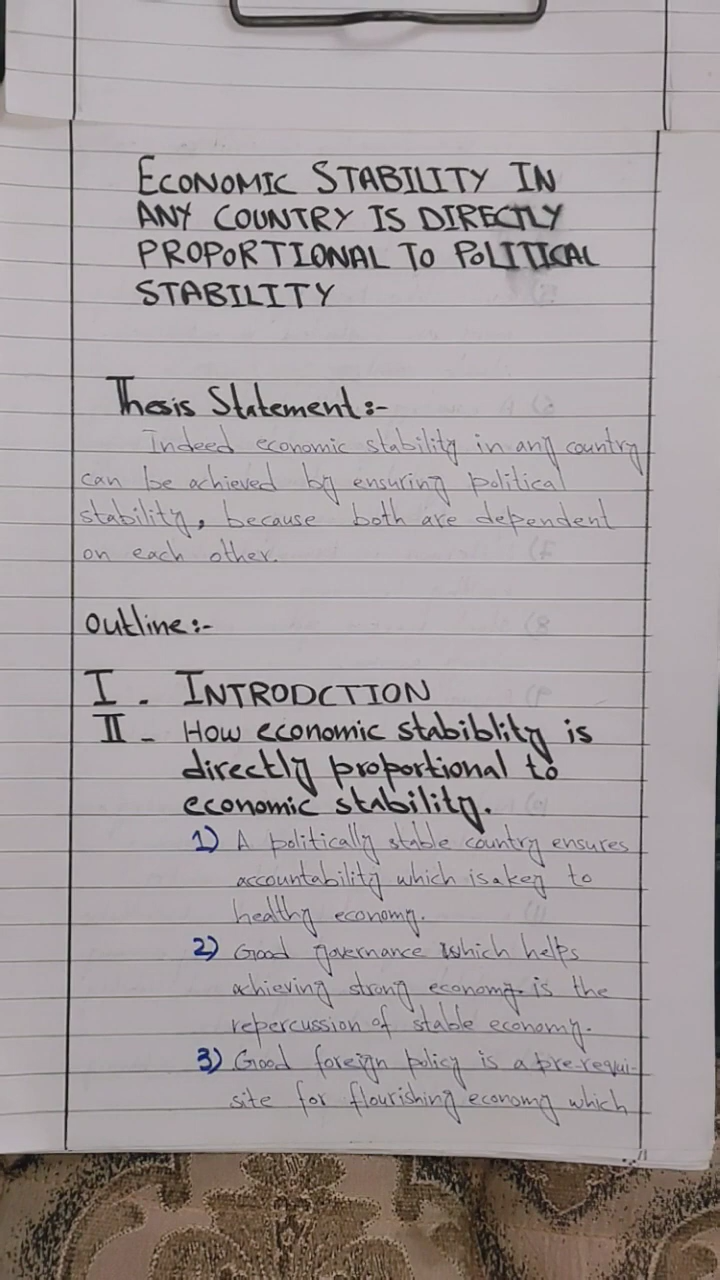 ECONOMIC STABILITY IN
ANY COUNTRY IS DIRECTLY
PROPORTIONAL TO POLITICAL
STABILITY
Thesis Statement:-
Indeed economic stability in any country
can be achieved by ensuring political
stability, because both are dependent
on each other.
Outline:-
I. INTRODCTION
II- How economic stabiblity is
directly proportional to
economic stability.
1) A politically stable country ensures
accountability which is a key to
healthy economy.
2) Good governance which helps
achieving strong economy is the
repercussion of stable economy.
3) Good foreign policy is a pre-requi-
site for flourishing economy which